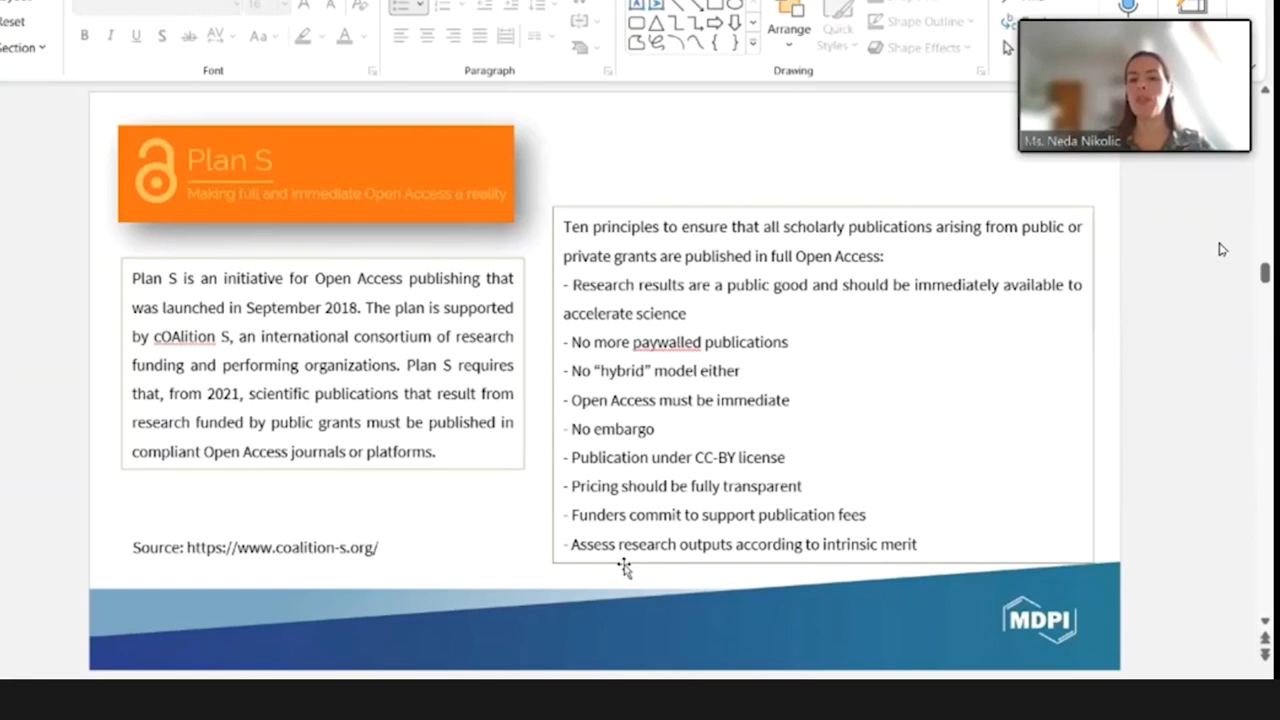 Reset
Section
16
B I U S ab AV Aa A
Font
Paragraph
Arrange
Quick
Styles
Shape Outline
Shape Effects
Drawing
Ms. Neda Nikolic
Plan S
Making full and immediate Open Access a reality
Plan S is an initiative for Open Access publishing that
was launched in September 2018. The plan is supported
by cOAlition S, an international consortium of research
funding and performing organizations. Plan S requires
that, from 2021, scientific publications that result from
research funded by public grants must be published in
compliant Open Access journals or platforms.
Source: https://www.coalition-s.org/
Ten principles to ensure that all scholarly publications arising from public or
private grants are published in full Open Access:
- Research results are a public good and should be immediately available to
accelerate science
- No more paywalled publications
- No “hybrid” model either
- Open Access must be immediate
- No embargo
- Publication under CC-BY license
- Pricing should be fully transparent
- Funders commit to support publication fees
- Assess research outputs according to intrinsic merit
MDPI